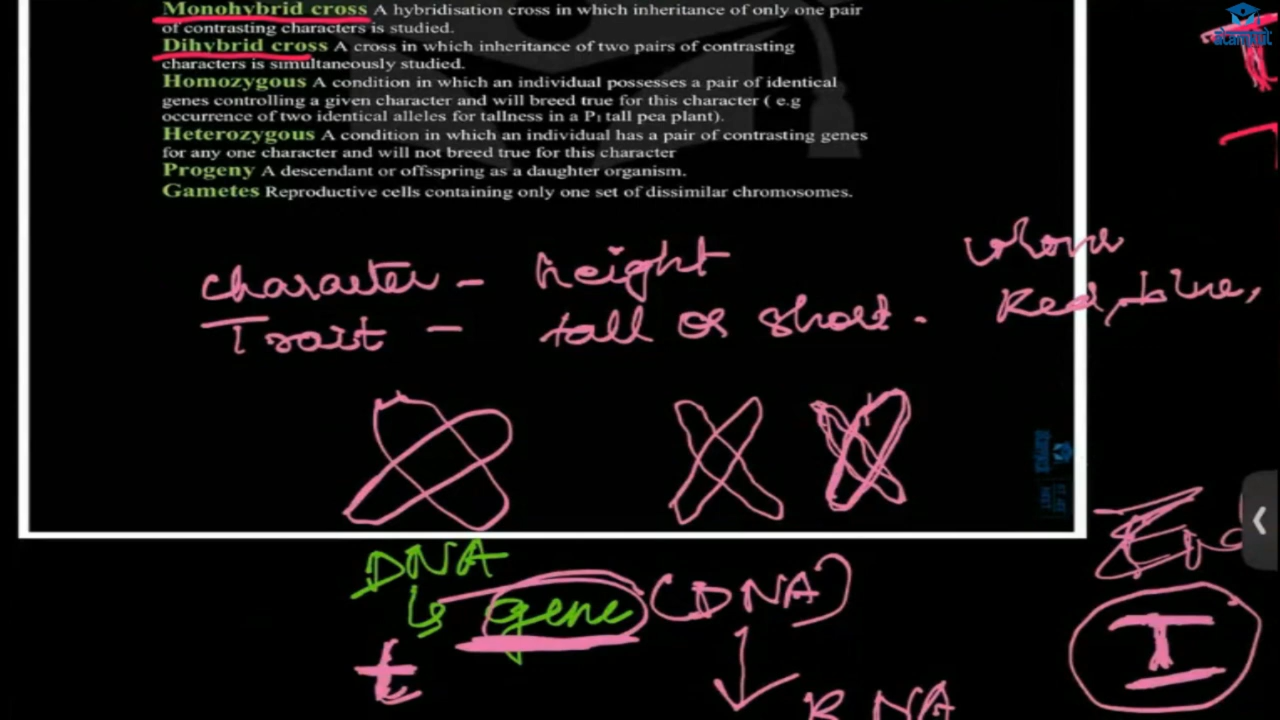 Monohybrid cross A hybridisation cross in which inheritance of only one pair
of contrasting characters is studied.
Dihybrid cross A cross in which inheritance of two pairs of contrasting
characters is simultaneously studied.
Homozygous A condition in which an individual possesses a pair of identical
genes controlling a given character and will breed true for this character ( e.g
occurrence of two identical alleles for tallness in a P1 tall pea plant).
Heterozygous A condition in which an individual has a pair of contrasting genes
for any one character and will not breed true for this character
Progeny A descendant or offsspring as a daughter organism.
Gametes Reproductive cells containing only one set of dissimilar chromosomes.
Character - height
Trait - tall or short.
Red, blue,
DNA
gene (DNA)
t
I
RNA
T